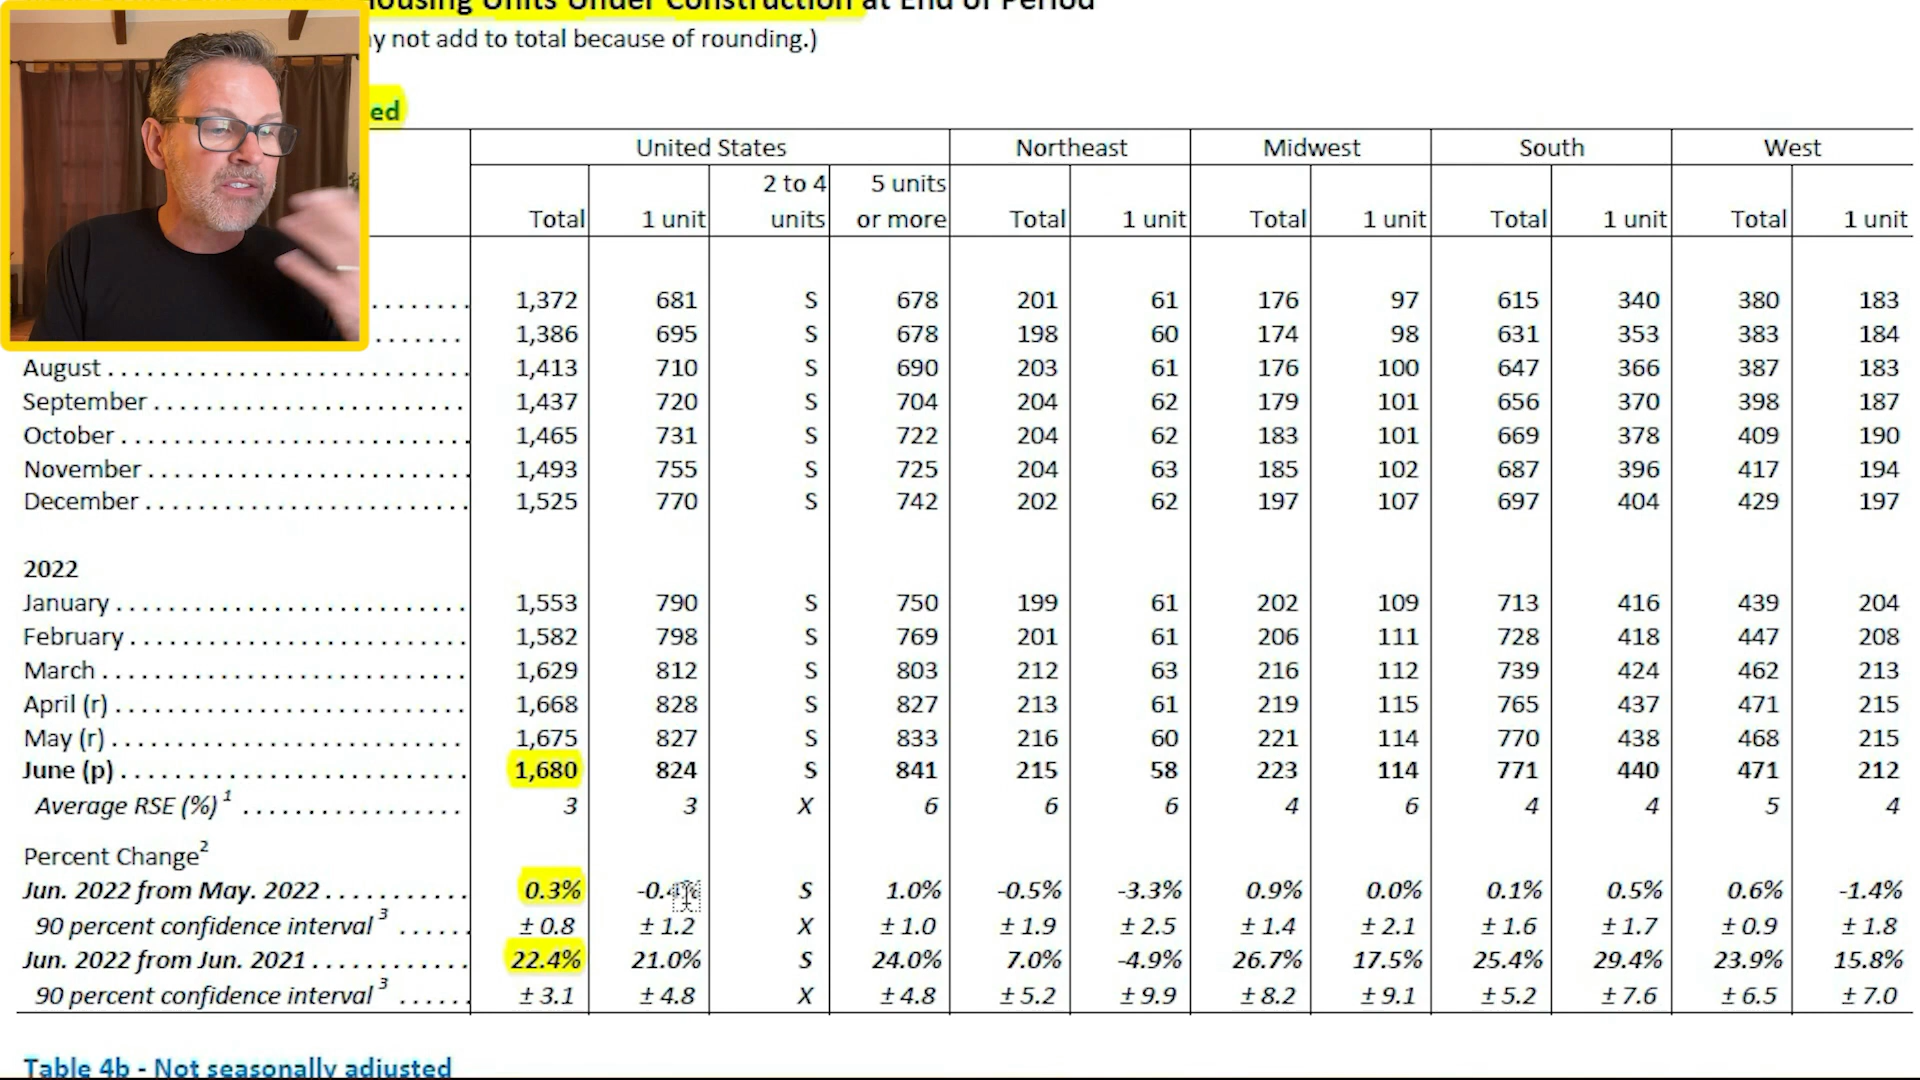 Housing Units Under Construction at End of Period
may not add to total because of rounding.)
ed
United States Northeast Midwest South West
2 to 4 5 units
Total 1 unit units or more Total 1 unit Total 1 unit Total 1 unit Total 1 unit
........ 1,372 681 S 678 201 61 176 97 615 340 380 183
........ 1,386 695 S 678 198 60 174 98 631 353 383 184
August ........ 1,413 710 S 690 203 61 176 100 647 366 387 183
September ........ 1,437 720 S 704 204 62 179 101 656 370 398 187
October ........ 1,465 731 S 722 204 62 183 101 669 378 409 190
November ........ 1,493 755 S 725 204 63 185 102 687 396 417 194
December ........ 1,525 770 S 742 202 62 197 107 697 404 429 197
2022
January ........ 1,553 790 S 750 199 61 202 109 713 416 439 204
February ........ 1,582 798 S 769 201 61 206 111 728 418 447 208
March ........ 1,629 812 S 803 212 63 216 112 739 424 462 213
April (r) ........ 1,668 828 S 827 213 61 219 115 765 437 471 215
May (r) ........ 1,675 827 S 833 216 60 221 114 770 438 468 215
June (p) ........ 1,680 824 S 841 215 58 223 114 771 440 471 212
Average RSE (%)¹ ........ 3 3 X 6 6 6 4 6 4 4 5 4
Percent Change²
Jun. 2022 from May. 2022 ........ 0.3% -0.4% S 1.0% -0.5% -3.3% 0.9% 0.0% 0.1% 0.5% 0.6% -1.4%
90 percent confidence interval³ ...... ± 0.8 ± 1.2 X ± 1.0 ± 1.9 ± 2.5 ± 1.4 ± 2.1 ± 1.6 ± 1.7 ± 0.9 ± 1.8
Jun. 2022 from Jun. 2021 ........ 22.4% 21.0% S 24.0% 7.0% -4.9% 26.7% 17.5% 25.4% 29.4% 23.9% 15.8%
90 percent confidence interval³ ...... ± 3.1 ± 4.8 X ± 4.8 ± 5.2 ± 9.9 ± 8.2 ± 9.1 ± 5.2 ± 7.6 ± 6.5 ± 7.0
Table 4b - Not seasonally adjusted